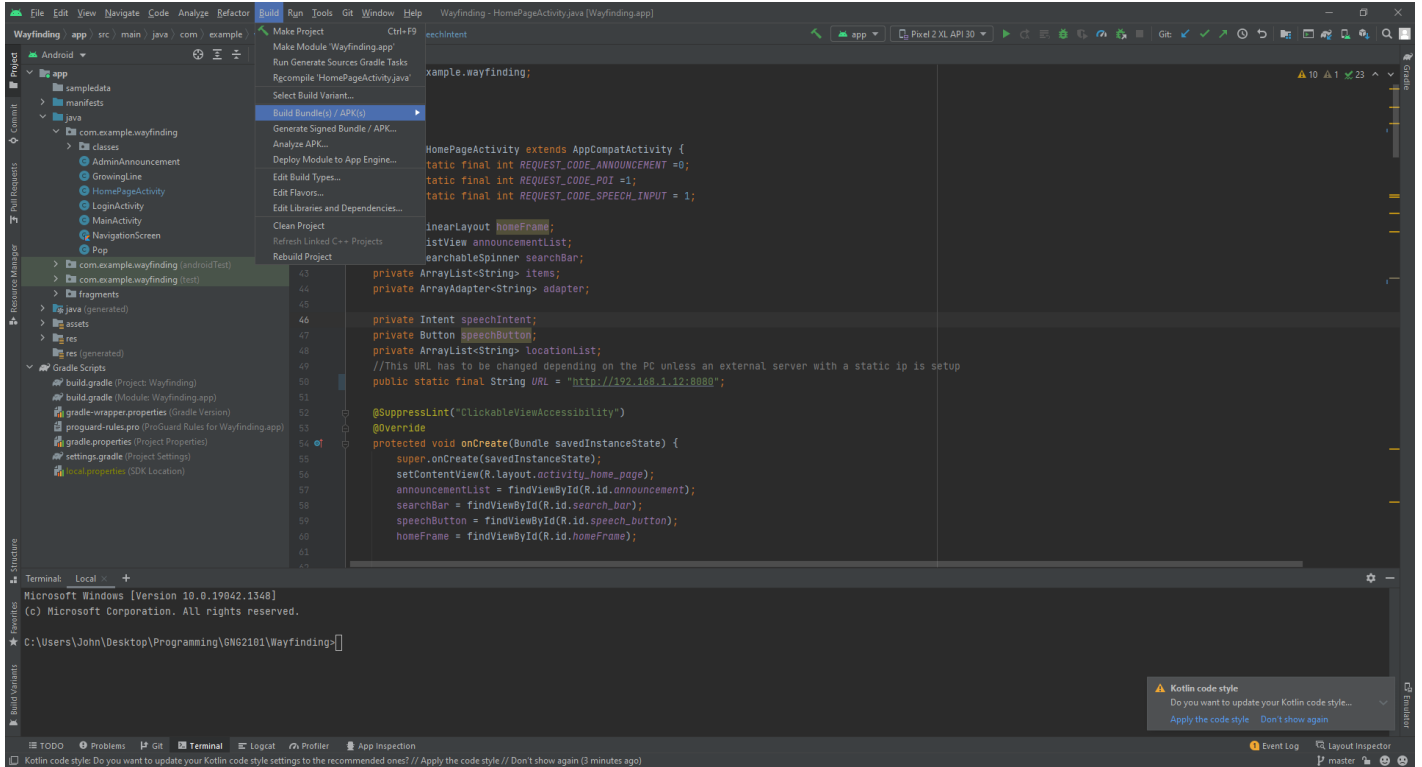 File Edit View Navigate Code Analyze Refactor Build Run Tools Git Window Help Wayfinding - HomePageActivity.java [Wayfinding.app]
Wayfinding app src main java com example eechIntent app Pixel 2 XL API 30 Git:
Android
app
sampledata
manifests
java
com.example.wayfinding
classes
AdminAnnouncement
GrowingLine
HomePageActivity
LoginActivity
MainActivity
NavigationScreen
Pop
com.example.wayfinding (androidTest)
com.example.wayfinding (test)
fragments
java (generated)
assets
res
res (generated)
Gradle Scripts
build.gradle (Project: Wayfinding)
build.gradle (Module: Wayfinding.app)
gradle-wrapper.properties (Gradle Version)
proguard-rules.pro (ProGuard Rules for Wayfinding.app)
gradle.properties (Project Properties)
settings.gradle (Project Settings)
local.properties (SDK Location)
Make Project Ctrl+F9
Make Module 'Wayfinding.app'
Run Generate Sources Gradle Tasks
Recompile 'HomePageActivity.java'
Select Build Variant...
Build Bundle(s) / APK(s)
Generate Signed Bundle / APK...
Analyze APK...
Deploy Module to App Engine...
Edit Build Types...
Edit Flavors...
Edit Libraries and Dependencies...
Clean Project
Refresh Linked C++ Projects
Rebuild Project
xample.wayfinding;
10 1 23
HomePageActivity extends AppCompatActivity {
tatic final int REQUEST_CODE_ANNOUNCEMENT =0;
tatic final int REQUEST_CODE_POI =1;
tatic final int REQUEST_CODE_SPEECH_INPUT = 1;
inearLayout homeFrame;
istView announcementList;
earchableSpinner searchBar;
43 private ArrayList<String> items;
44 private ArrayAdapter<String> adapter;
45
46 private Intent speechIntent;
47 private Button speechButton;
48 private ArrayList<String> locationList;
49 //This URL has to be changed depending on the PC unless an external server with a static ip is setup
50 public static final String URL = "http://192.168.1.12:8080";
51
52 @SuppressLint("ClickableViewAccessibility")
53 @Override
54 protected void onCreate(Bundle savedInstanceState) {
55 super.onCreate(savedInstanceState);
56 setContentView(R.layout.activity_home_page);
57 announcementList = findViewById(R.id.announcement);
58 searchBar = findViewById(R.id.search_bar);
59 speechButton = findViewById(R.id.speech_button);
60 homeFrame = findViewById(R.id.homeFrame);
61
Project
Commit
Pull Requests
Resource Manager
Structure
Favorites
Build Variants
Gradle
Emulator
Terminal: Local +
Microsoft Windows [Version 10.0.19042.1348]
(c) Microsoft Corporation. All rights reserved.
C:\Users\John\Desktop\Programming\GNG2101\Wayfinding>
Kotlin code style
Do you want to update your Kotlin code style...
Apply the code style Don't show again
TODO Problems Git Terminal Logcat Profiler App Inspection Event Log Layout Inspector
Kotlin code style: Do you want to update your Kotlin code style settings to the recommended ones? // Apply the code style // Don't show again (3 minutes ago) master